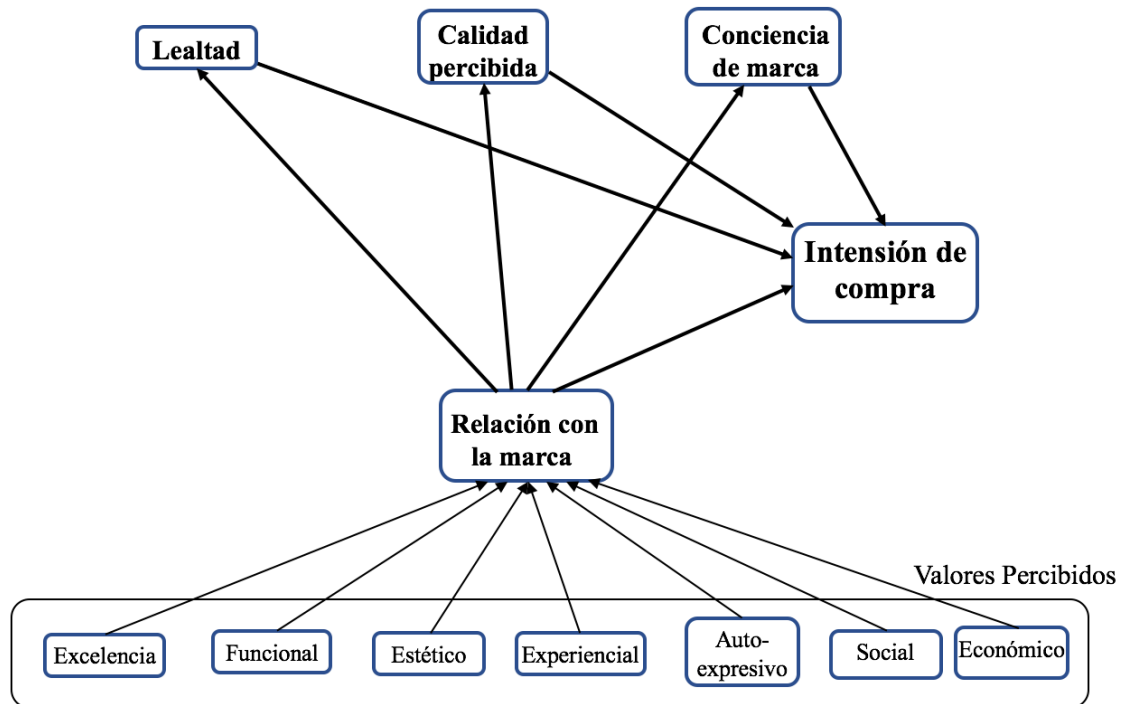 Lealtad
Calidad
percibida
Conciencia
de marca
Intensión de
compra
Relación con
la marca
Valores Percibidos
Excelencia
Funcional
Estético
Experiencial
Auto-
expresivo
Social
Económico